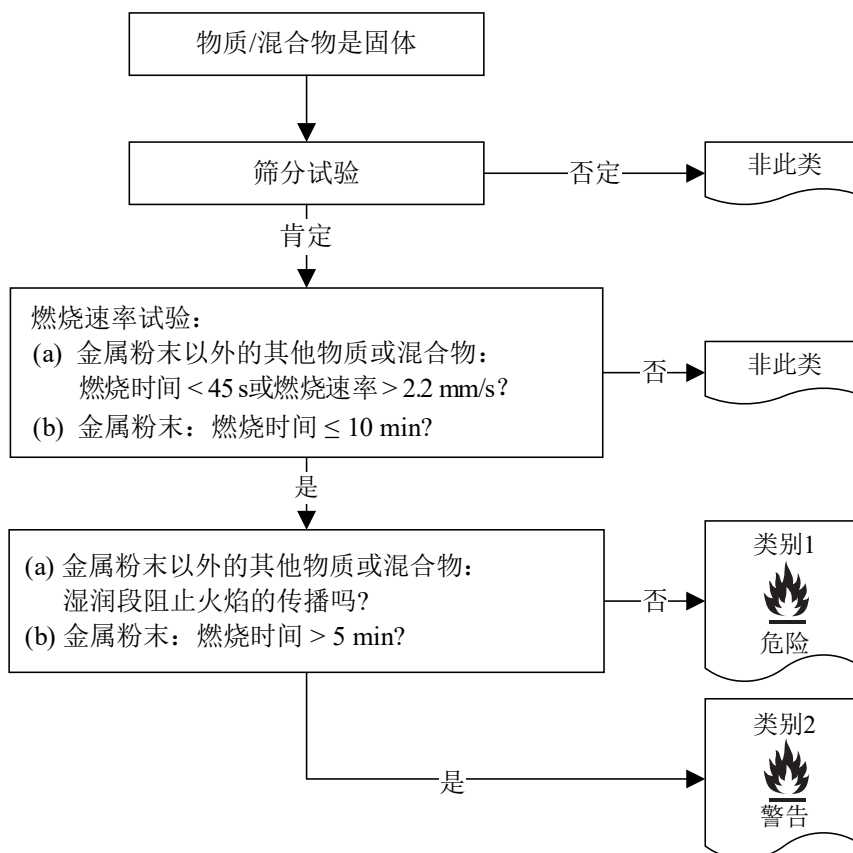 物质/混合物是固体
筛分试验
否定
非此类
肯定
燃烧速率试验：
(a) 金属粉末以外的其他物质或混合物：
燃烧时间 < 45 s或燃烧速率 > 2.2 mm/s？
(b) 金属粉末：燃烧时间 ≤ 10 min?
否
非此类
是
(a) 金属粉末以外的其他物质或混合物：
湿润段阻止火焰的传播吗？
(b) 金属粉末：燃烧时间 > 5 min?
否
类别1
危险
是
类别2
警告